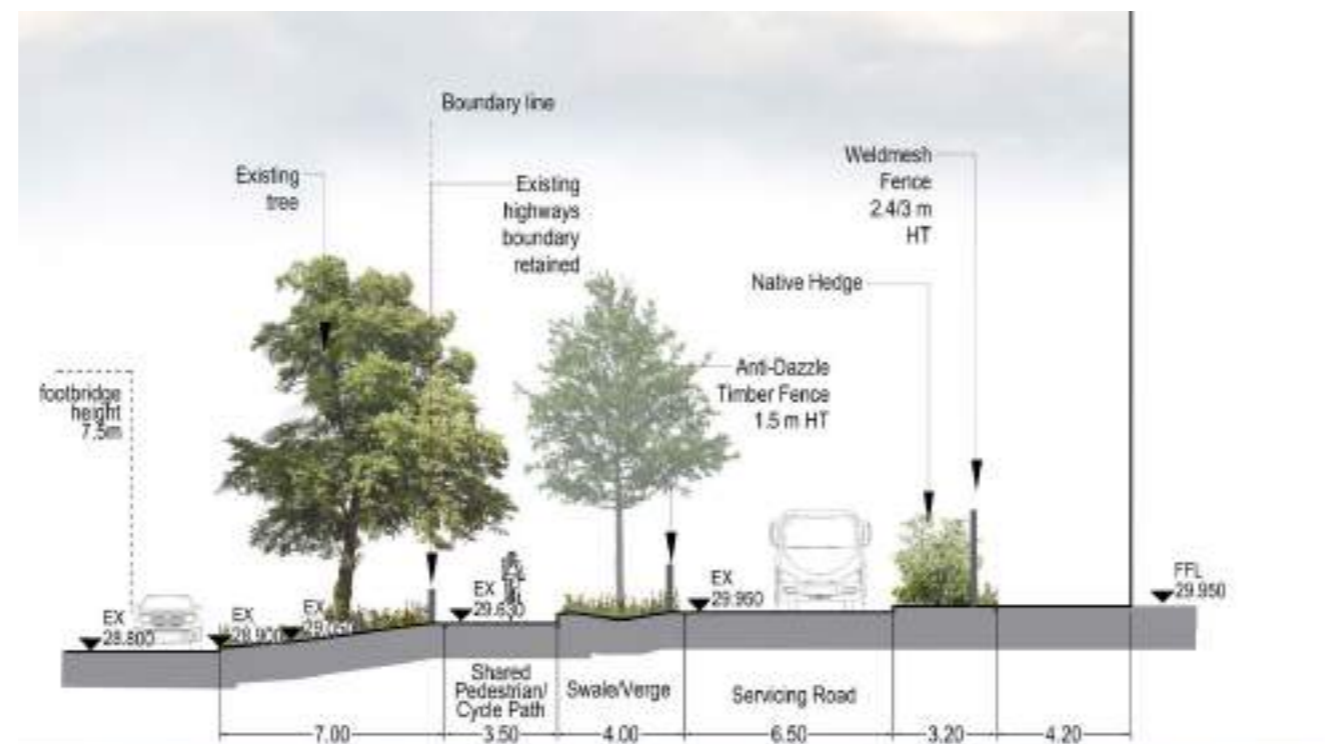 Boundary line
Existing
tree
Existing
highways
boundary
retained
Weldmesh
Fence
2.4/3 m
HT
Native Hedge
Anti-Dazzle
Timber Fence
1.5 m HT
footbridge
height
7.5m
EX
28.800
EX
28.900
EX
EX
29.630
EX
29.960
FFL
29.950
Shared
Pedestrian/
Cycle Path
Swale/Verge
Servicing Road
7.00
3.50
4.00
6.50
3.20
4.20